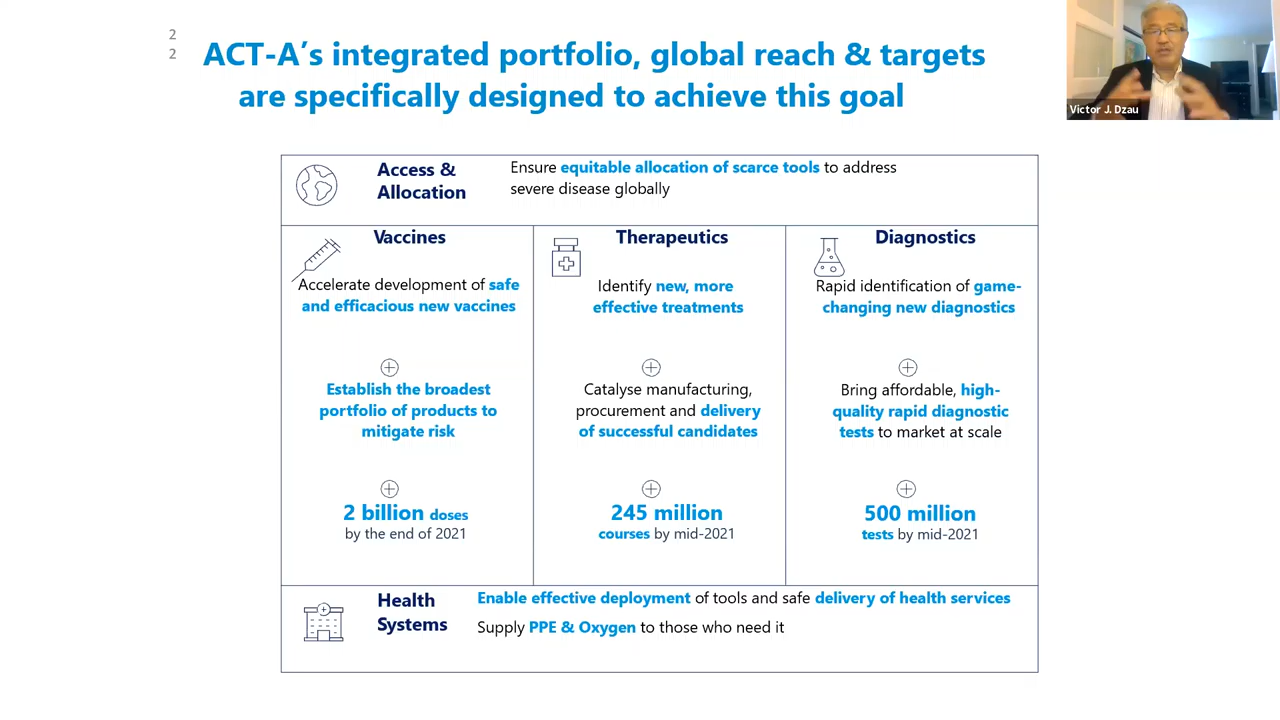 2
2
ACT-A’s integrated portfolio, global reach & targets
are specifically designed to achieve this goal
Victor J. Dzau
Access &
Allocation
Ensure equitable allocation of scarce tools to address
severe disease globally
Vaccines
Accelerate development of safe
and efficacious new vaccines
Establish the broadest
portfolio of products to
mitigate risk
2 billion doses
by the end of 2021
Therapeutics
Identify new, more
effective treatments
Catalyse manufacturing,
procurement and delivery
of successful candidates
245 million
courses by mid-2021
Diagnostics
Rapid identification of game-
changing new diagnostics
Bring affordable, high-
quality rapid diagnostic
tests to market at scale
500 million
tests by mid-2021
Health
Systems
Enable effective deployment of tools and safe delivery of health services
Supply PPE & Oxygen to those who need it